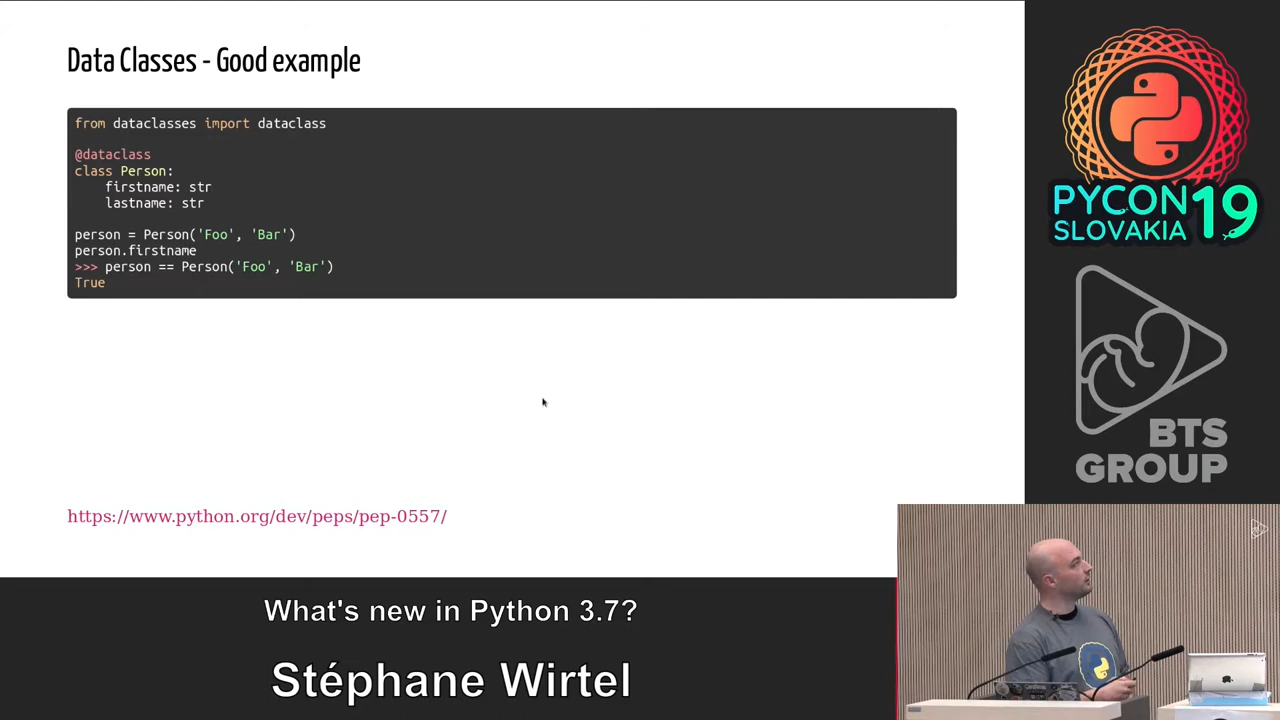 Data Classes - Good example
from dataclasses import dataclass
@dataclass
class Person:
firstname: str
lastname: str
person = Person('Foo', 'Bar')
person.firstname
>>> person == Person('Foo', 'Bar')
True
https://www.python.org/dev/peps/pep-0557/
PYCON 19
SLOVAKIA
BTS
GROUP
What's new in Python 3.7?
Stéphane Wirtel